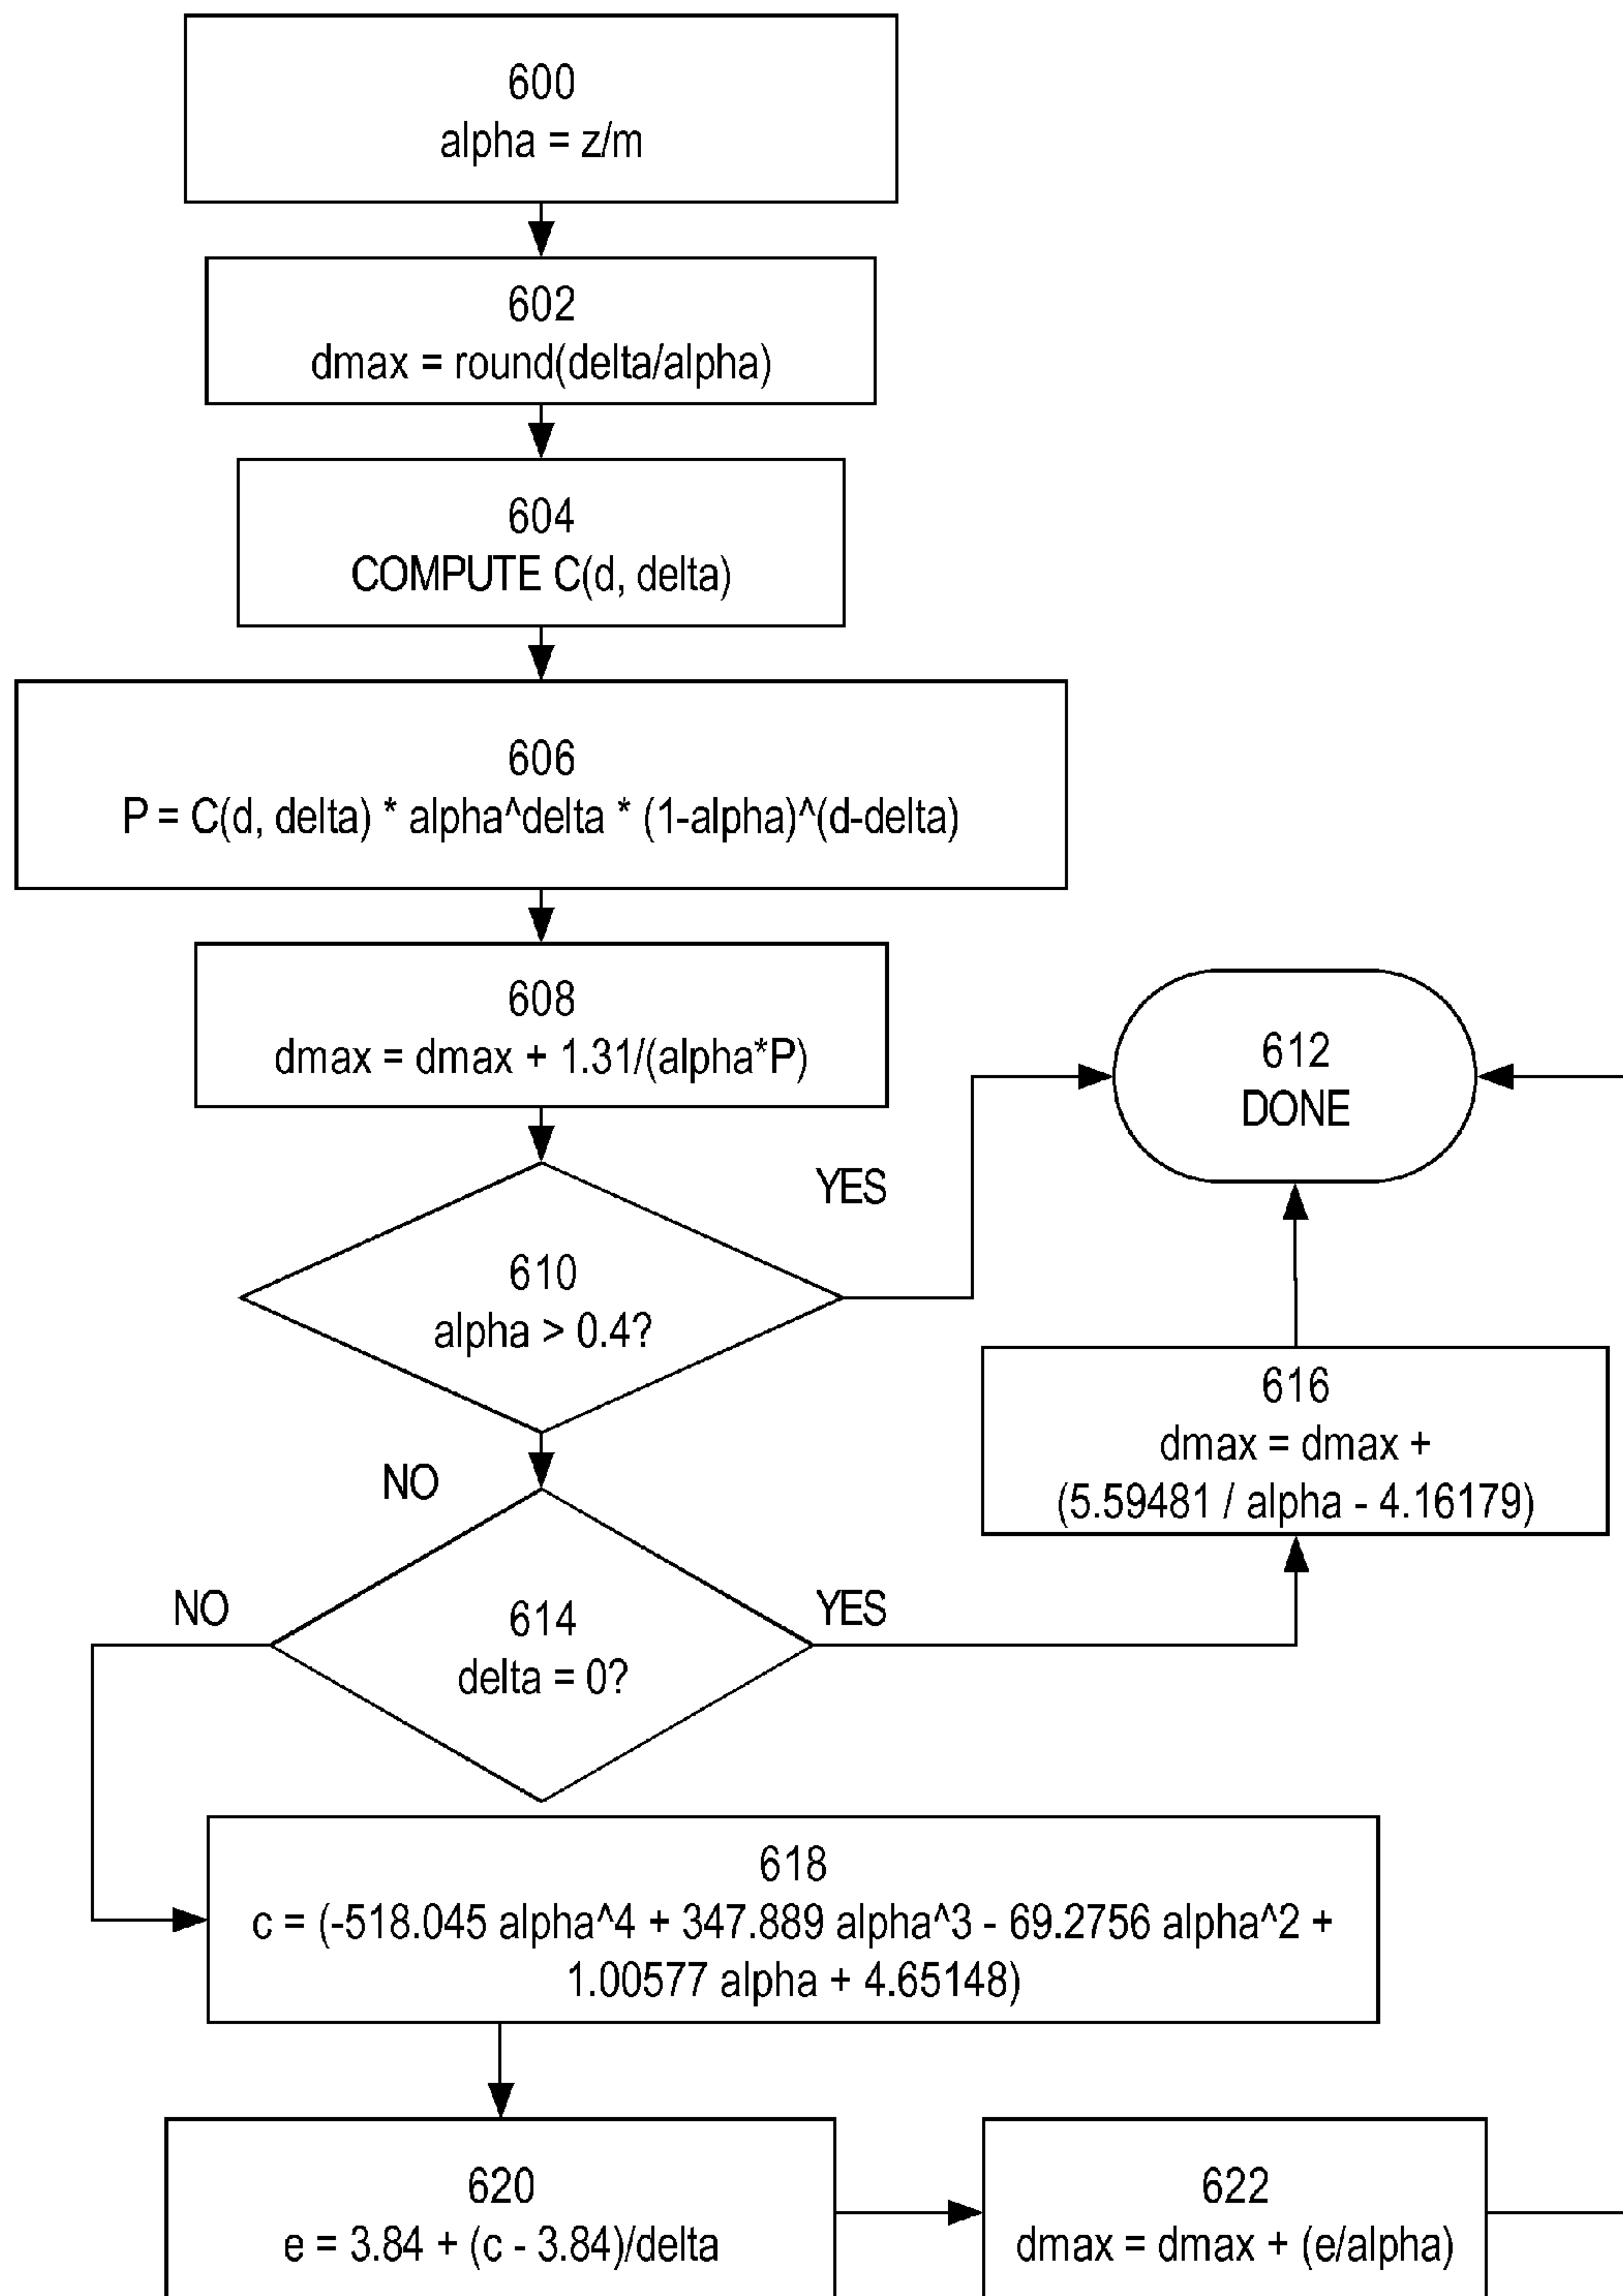 600
alpha = z/m
602
dmax = round(delta/alpha)
604
COMPUTE C(d, delta)
606
P = C(d, delta) * alpha^delta * (1-alpha)^(d-delta)
608
dmax = dmax + 1.31/(alpha*P)
610
alpha > 0.4?
YES
612
DONE
NO
614
delta = 0?
YES
616
dmax = dmax +
(5.59481 / alpha - 4.16179)
NO
618
c = (-518.045 alpha^4 + 347.889 alpha^3 - 69.2756 alpha^2 +
1.00577 alpha + 4.65148)
620
e = 3.84 + (c - 3.84)/delta
622
dmax = dmax + (e/alpha)